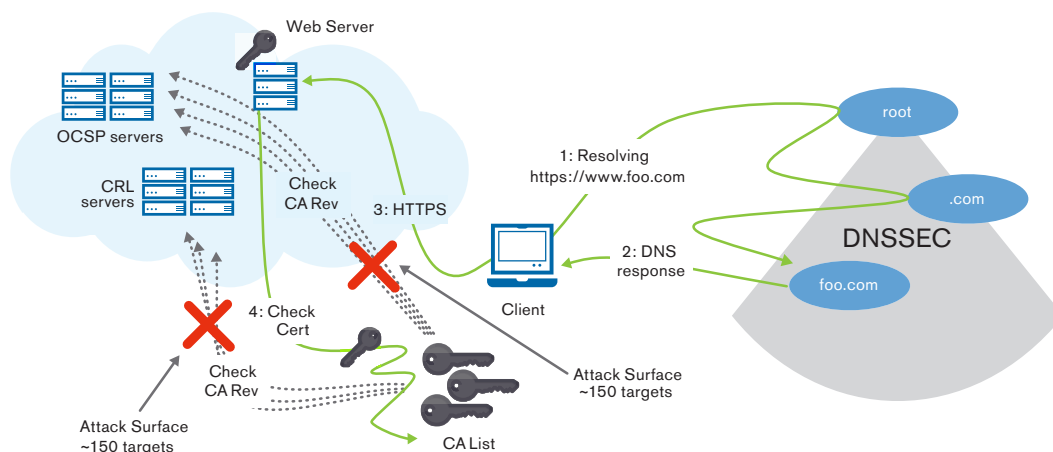 Web Server
OCSP servers
CRL
servers
Check
CA Rev
3: HTTPS
1: Resolving
https://www.foo.com
root
.com
DNSSEC
foo.com
2: DNS
response
Client
4: Check
Cert
Check
CA Rev
Attack Surface
~150 targets
Attack Surface
~150 targets
CA List